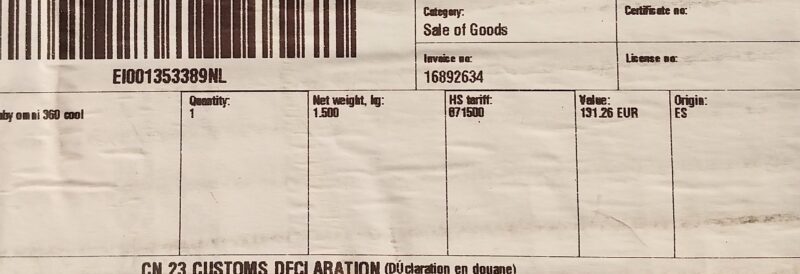 Category:
Certificate no:
Sale of Goods
Invoice no:
License no:
EI001353389NL
16892634
Quantity:
Net weight, kg:
HS tariff:
Value:
Origin:
aby omni 360 cool
1
1.500
871500
131.26 EUR
ES
CN 23 CUSTOMS DECLARATION (DÚclaration en douane)